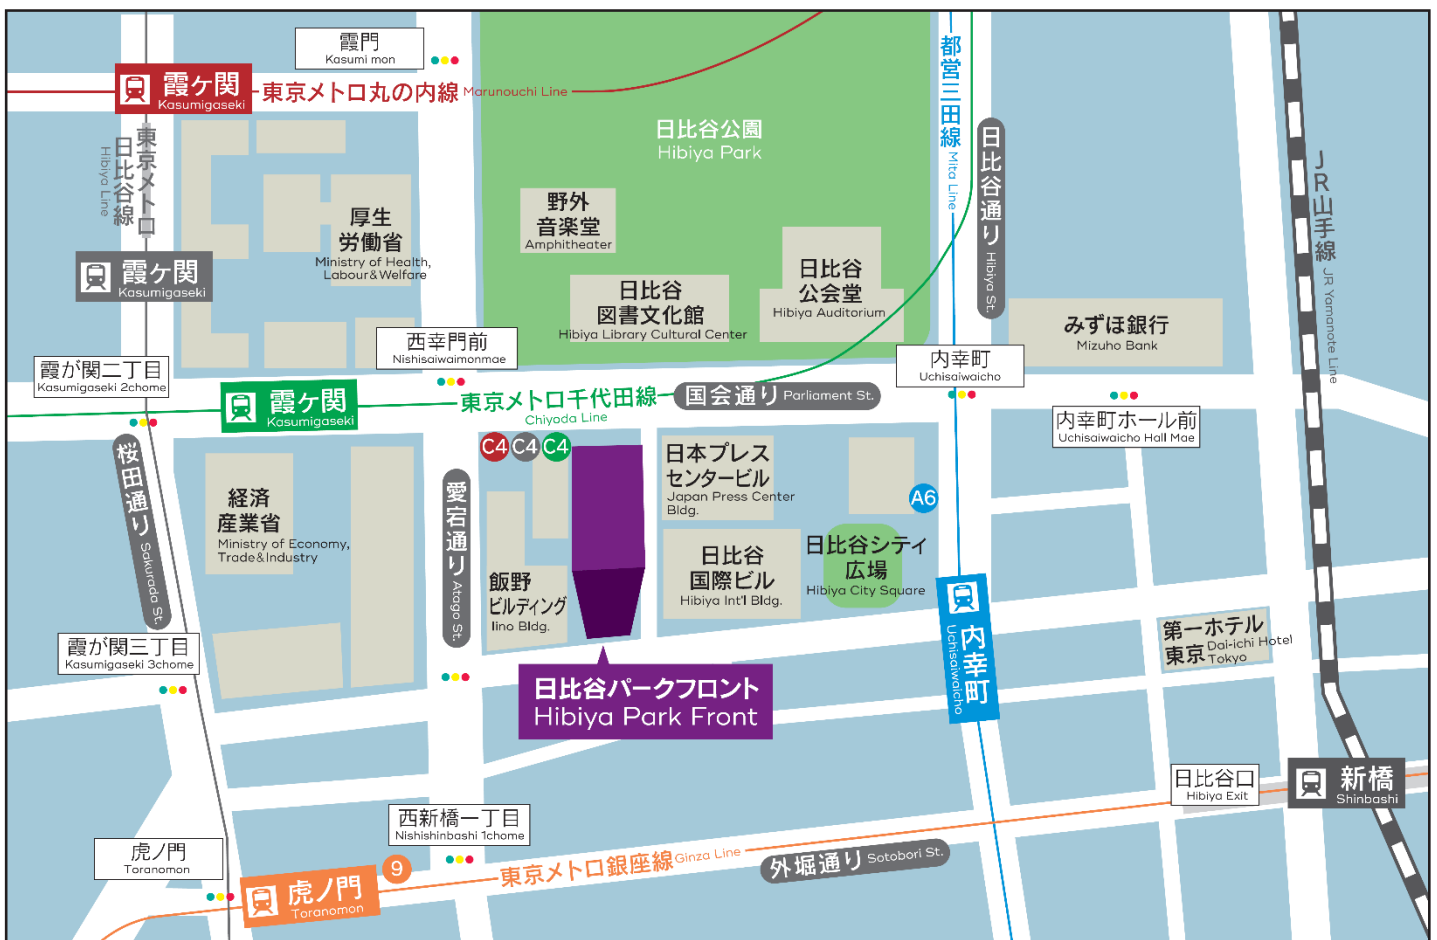 霞門
Kasumi mon
霞ケ関
Kasumigaseki
東京メトロ丸の内線
Marunouchi Line
都営三田線
Mita Line
日比谷公園
Hibiya Park
日比谷通り
Hibiya St.
東京メトロ
日比谷線
Hibiya Line
JR山手線
JR Yamanote Line
野外
音楽堂
Amphitheater
厚生
労働省
Ministry of Health,
Labour&Welfare
霞ケ関
Kasumigaseki
日比谷
公会堂
Hibiya Auditorium
日比谷
図書文化館
Hibiya Library Cultural Center
みずほ銀行
Mizuho Bank
西幸門前
Nishisaiwaimonmae
内幸町
Uchisaiwaicho
霞が関二丁目
Kasumigaseki 2chome
霞ケ関
Kasumigaseki
東京メトロ千代田線
Chiyoda Line
国会通り
Parliament St.
内幸町ホール前
Uchisaiwaicho Hall Mae
桜田通り
Sakurada St.
C4
C4
C4
日本プレス
センタービル
Japan Press Center
Bldg.
A6
経済
産業省
Ministry of Economy,
Trade&Industry
愛宕通り
Atago St.
飯野
ビルディング
Iino Bldg.
日比谷
国際ビル
Hibiya Int'l Bldg.
日比谷シティ
広場
Hibiya City Square
内幸町
Uchisaiwaicho
第一ホテル
東京
Dai-ichi Hotel
Tokyo
霞が関三丁目
Kasumigaseki 3chome
日比谷パークフロント
Hibiya Park Front
日比谷口
Hibiya Exit
新橋
Shinbashi
西新橋一丁目
Nishishinbashi 1chome
虎ノ門
Toranomon
虎ノ門
Toranomon
9
東京メトロ銀座線
Ginza Line
外堀通り
Sotobori St.